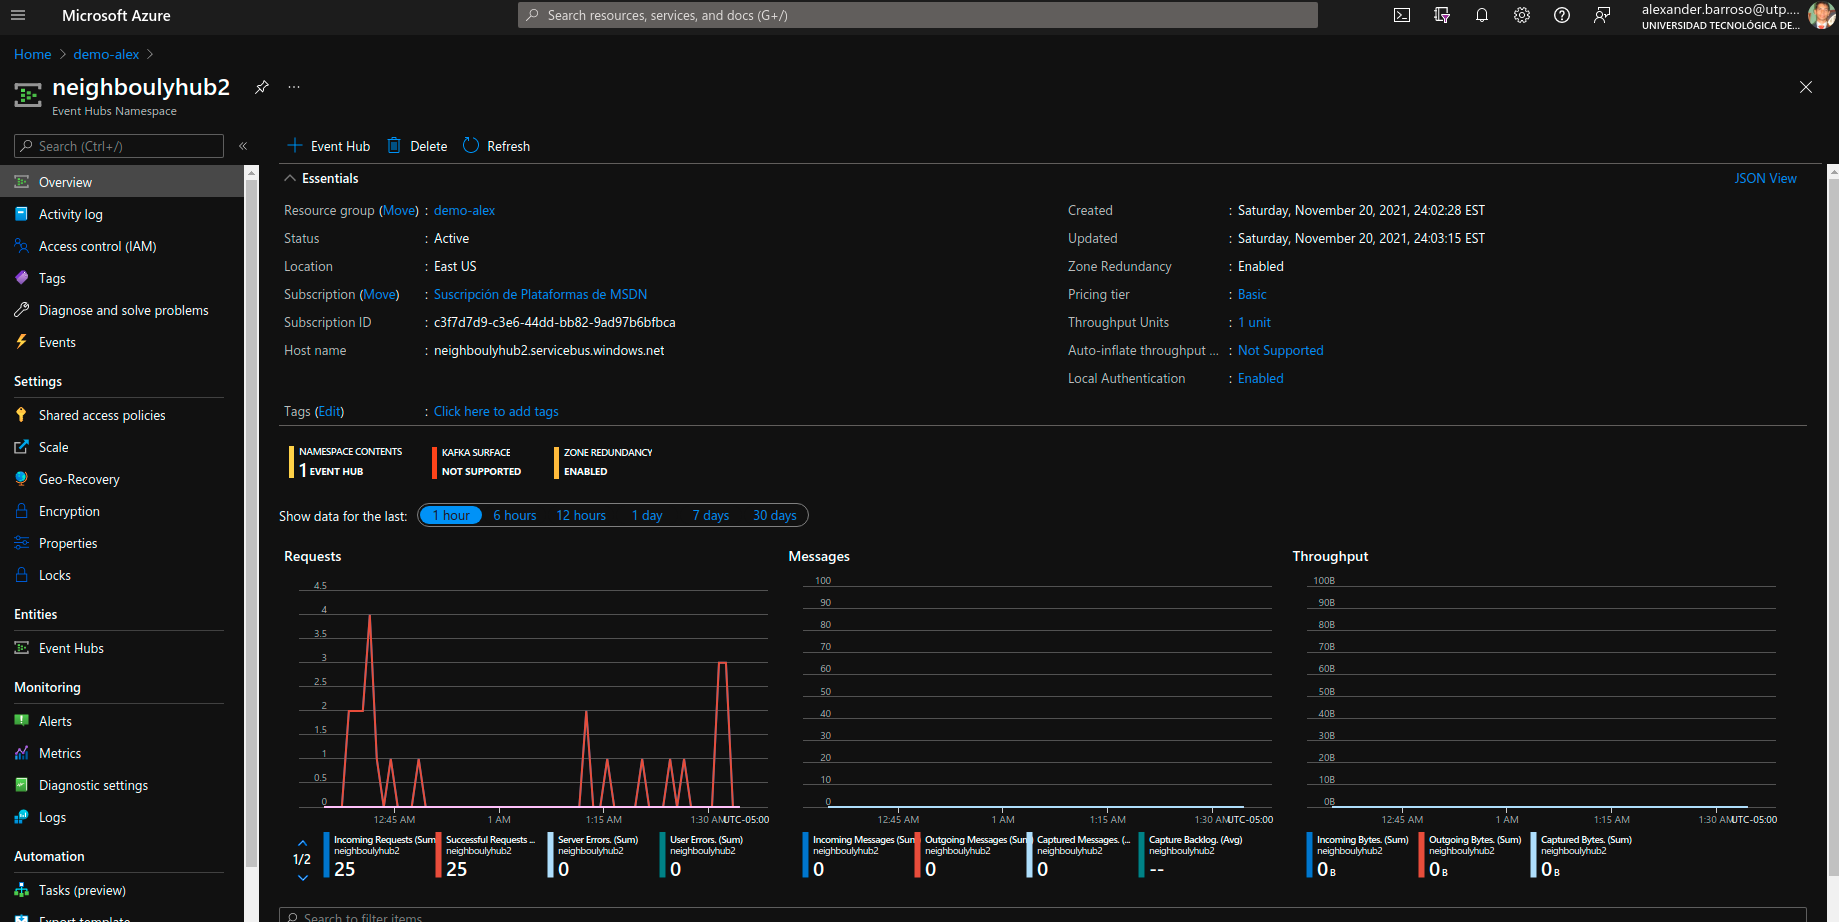 Microsoft Azure
Search resources, services, and docs (G+/)
alexander.barroso@utp....
UNIVERSIDAD TECNOLÓGICA DE...
Home > demo-alex >
neighboulyhub2
...
Event Hubs Namespace
Search (Ctrl+/)
«
Overview
Activity log
Access control (IAM)
Tags
Diagnose and solve problems
Events
Settings
Shared access policies
Scale
Geo-Recovery
Encryption
Properties
Locks
Entities
Event Hubs
Monitoring
Alerts
Metrics
Diagnostic settings
Logs
Automation
Tasks (preview)
Export template
Event Hub
Delete
Refresh
Essentials
JSON View
Resource group (Move) : demo-alex
Status : Active
Location : East US
Subscription (Move) : Suscripción de Plataformas de MSDN
Subscription ID : c3f7d7d9-c3e6-44dd-bb82-9ad97b6bfbca
Host name : neighboulyhub2.servicebus.windows.net
Created : Saturday, November 20, 2021, 24:02:28 EST
Updated : Saturday, November 20, 2021, 24:03:15 EST
Zone Redundancy : Enabled
Pricing tier : Basic
Throughput Units : 1 unit
Auto-inflate throughput ... : Not Supported
Local Authentication : Enabled
Tags (Edit) : Click here to add tags
NAMESPACE CONTENTS
1 EVENT HUB
KAFKA SURFACE
NOT SUPPORTED
ZONE REDUNDANCY
ENABLED
Show data for the last: 1 hour 6 hours 12 hours 1 day 7 days 30 days
Requests
4.5
4
3.5
3
2.5
2
1.5
1
0.5
0
12:45 AM 1 AM 1:15 AM 1:30 AM UTC-05:00
1/2
Incoming Requests (Sum)
neighboulyhub2
25
Successful Requests ...
neighboulyhub2
25
Server Errors. (Sum)
neighboulyhub2
0
User Errors. (Sum)
neighboulyhub2
0
Messages
100
90
80
70
60
50
40
30
20
10
0
12:45 AM 1 AM 1:15 AM 1:30 AM UTC-05:00
Incoming Messages (Sum
neighboulyhub2
0
Outgoing Messages (Sum
neighboulyhub2
0
Captured Messages. (...
neighboulyhub2
0
Capture Backlog. (Avg)
neighboulyhub2
--
Throughput
100B
90B
80B
70B
60B
50B
40B
30B
20B
10B
0B
12:45 AM 1 AM 1:15 AM 1:30 AM UTC-05:00
Incoming Bytes. (Sum)
neighboulyhub2
0 B
Outgoing Bytes. (Sum)
neighboulyhub2
0 B
Captured Bytes. (Sum)
neighboulyhub2
0 B
Search to filter items